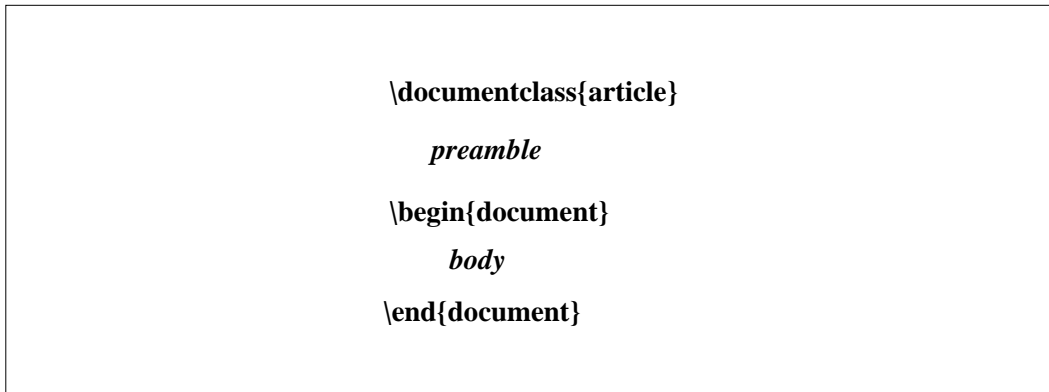 \documentclass{article}
preamble
\begin{document}
body
\end{document}